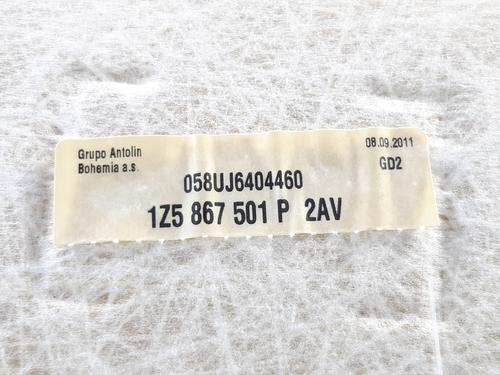 Grupo Antolin
Bohemia a.s.
08.09.2011
GD2
058UJ6404460
1Z5 867 501 P 2AV